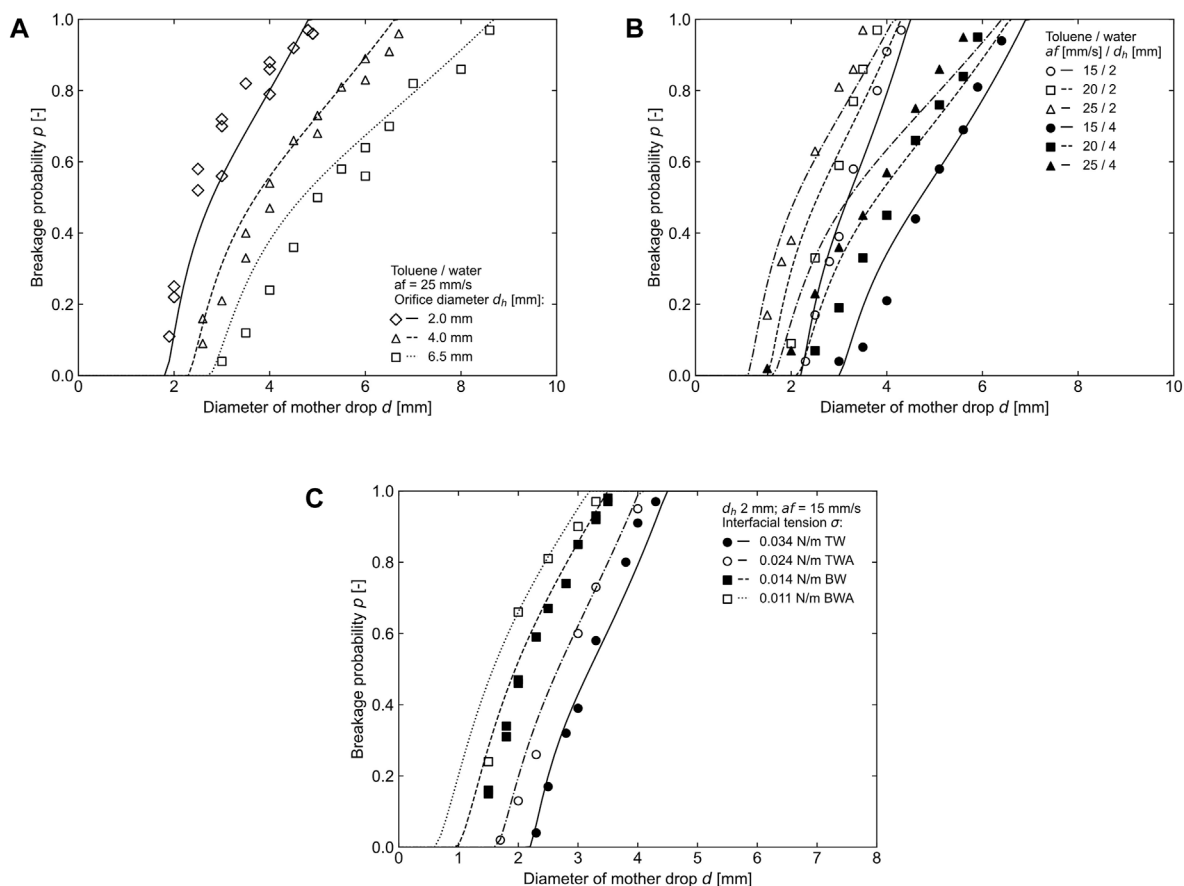 A
Breakage probability p [-]
1.0
0.8
0.6
0.4
0.2
0.0
Toluene / water
af = 25 mm/s
Orifice diameter dh [mm]:
2.0 mm
4.0 mm
6.5 mm
0 2 4 6 8 10
Diameter of mother drop d [mm]
B
Breakage probability p [-]
1.0
0.8
0.6
0.4
0.2
0.0
Toluene / water
af [mm/s] / dh [mm]
15 / 2
20 / 2
25 / 2
15 / 4
20 / 4
25 / 4
0 2 4 6 8 10
Diameter of mother drop d [mm]
C
Breakage probability p [-]
1.0
0.8
0.6
0.4
0.2
0.0
dh 2 mm; af = 15 mm/s
Interfacial tension σ:
0.034 N/m TW
0.024 N/m TWA
0.014 N/m BW
0.011 N/m BWA
0 1 2 3 4 5 6 7 8
Diameter of mother drop d [mm]